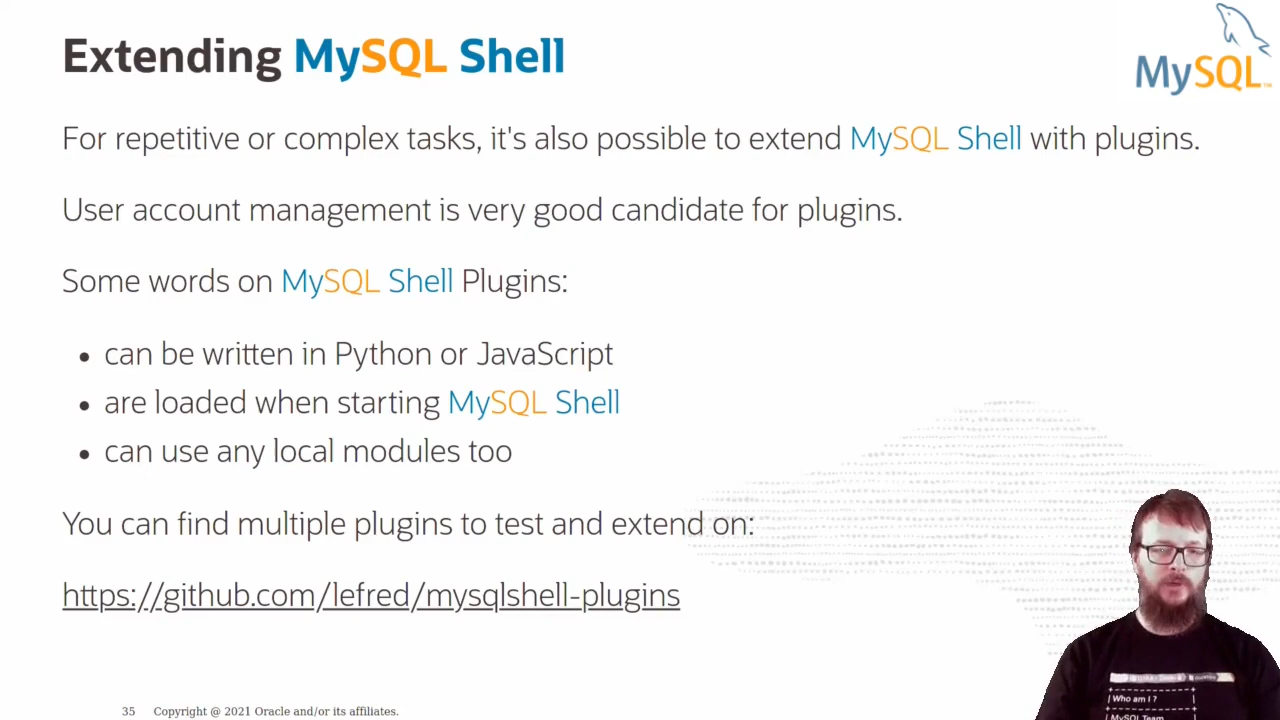 Extending MySQL Shell
MySQL™
For repetitive or complex tasks, it's also possible to extend MySQL Shell with plugins.
User account management is very good candidate for plugins.
Some words on MySQL Shell Plugins:
• can be written in Python or JavaScript
• are loaded when starting MySQL Shell
• can use any local modules too
You can find multiple plugins to test and extend on:
https://github.com/lefred/mysqlshell-plugins
Who am I ?
MySQL Team
35 Copyright @ 2021 Oracle and/or its affiliates.